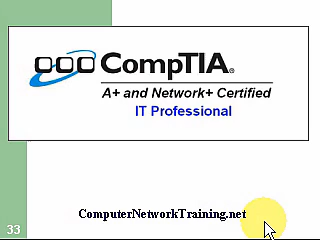 CompTIA®
A+ and Network+ Certified
IT Professional
ComputerNetworkTraining.net
33